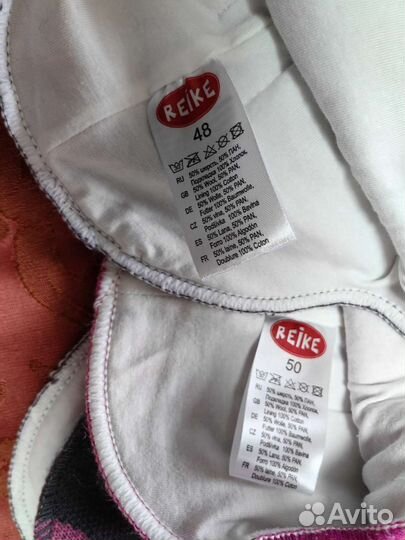 REIKE
48
RU 50% шерсть, 50% ПАН,
Подкладка 100% Хлопок,
GB 50% Wool, 50% PAN,
Lining 100% Cotton
DE 50% Wolle, 50% PAN,
Futter 100% Baumwolle,
CZ 50% vlna, 50% PAN,
Podšívka 100% Bavlna
ES 50% Lana, 50% PAN,
Forro 100% Algodón
FR 50% laine, 50% PAN,
Doublure 100% Coton
REIKE
50
RU 50% шерсть, 50% ПАН,
Подкладка 100% Хлопок,
GB 50% Wool, 50% PAN,
Lining 100% Cotton
DE 50% Wolle, 50% PAN,
Futter 100% Baumwolle,
CZ 50% vlna, 50% PAN,
Podšívka 100% Bavlna
ES 50% Lana, 50% PAN,
Forro 100% Algodón
FR 50% laine, 50% PAN,
Doublure 100% Coton
Avito